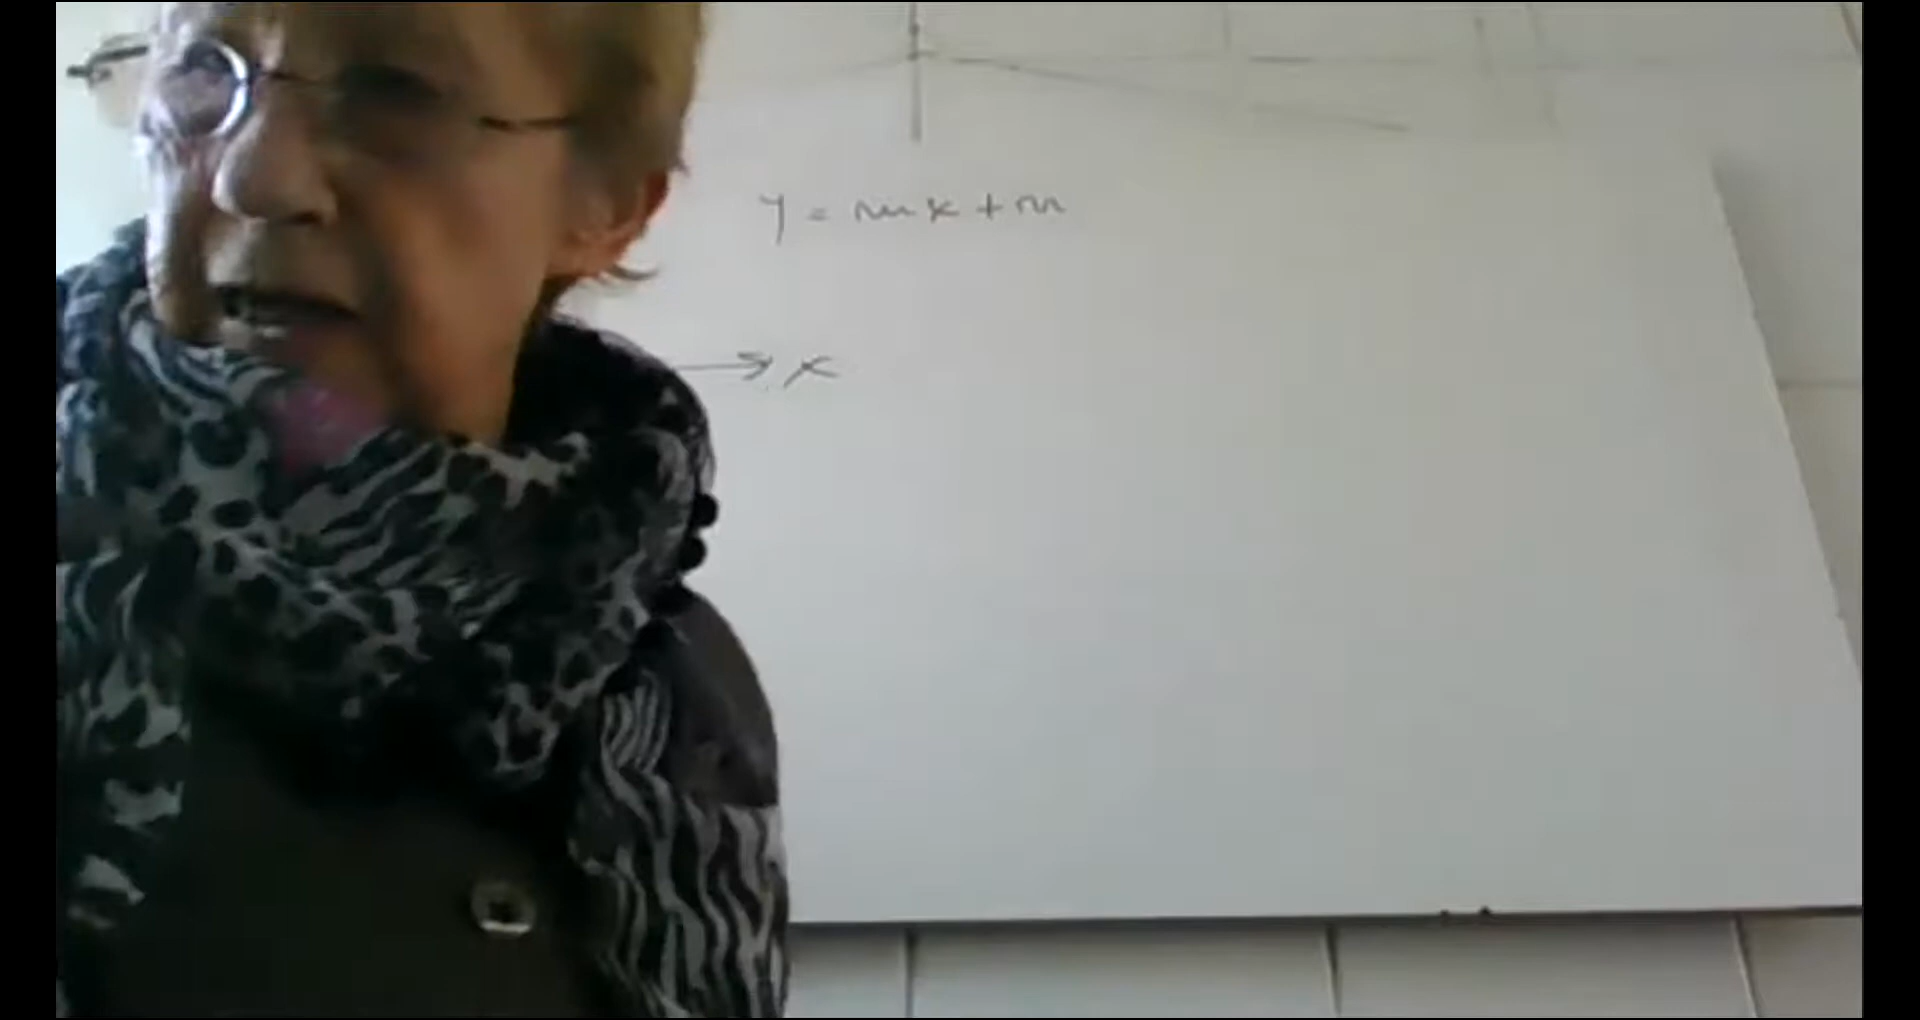 y = mx + n
x